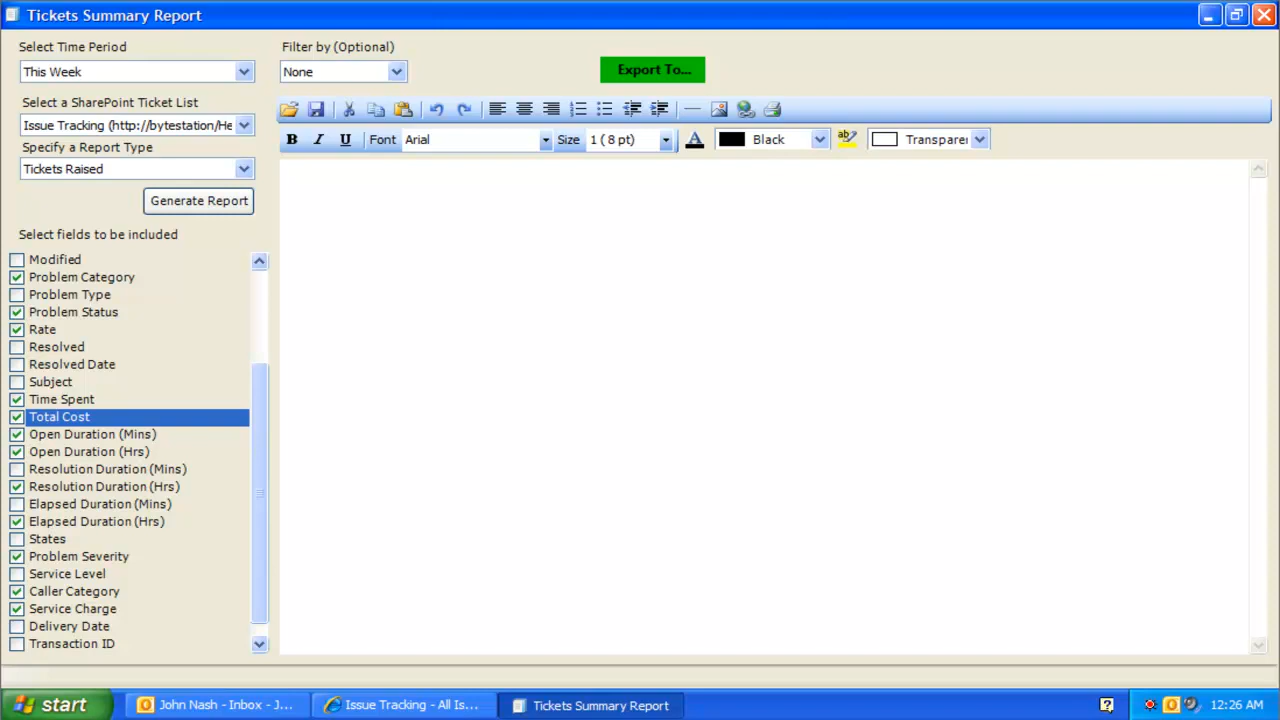 Tickets Summary Report
Select Time Period
Filter by (Optional)
This Week
None
Export To...
Select a SharePoint Ticket List
Issue Tracking (http://bytestation/He
Specify a Report Type
B I U Font Arial Size 1 ( 8 pt) A Black ab Transparen
Tickets Raised
Generate Report
Select fields to be included
Modified
Problem Category
Problem Type
Problem Status
Rate
Resolved
Resolved Date
Subject
Time Spent
Total Cost
Open Duration (Mins)
Open Duration (Hrs)
Resolution Duration (Mins)
Resolution Duration (Hrs)
Elapsed Duration (Mins)
Elapsed Duration (Hrs)
States
Problem Severity
Service Level
Caller Category
Service Charge
Delivery Date
Transaction ID
start
John Nash - Inbox - J...
Issue Tracking - All Is...
Tickets Summary Report
12:26 AM